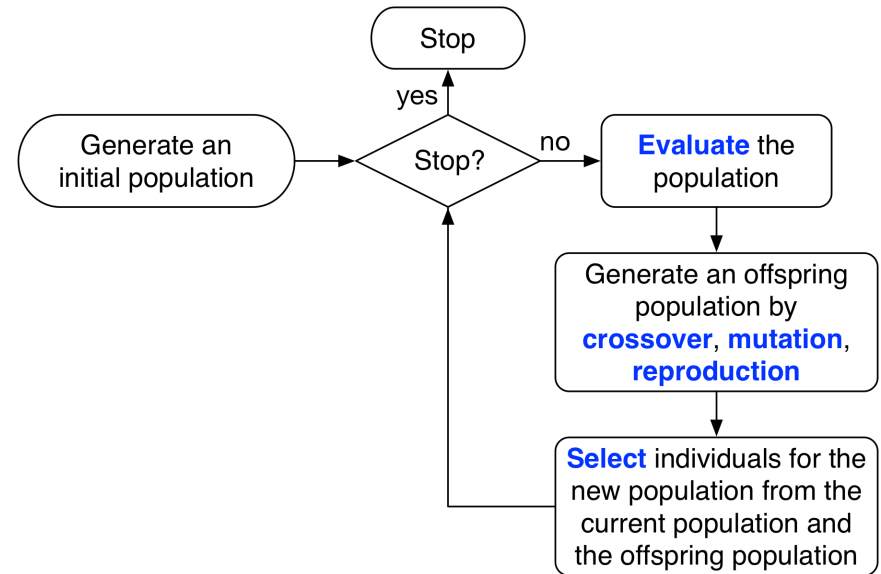 Stop
yes
Generate an
initial population
Stop?
no
Evaluate the
population
Generate an offspring
population by
crossover, mutation,
reproduction
Select individuals for the
new population from the
current population and
the offspring population